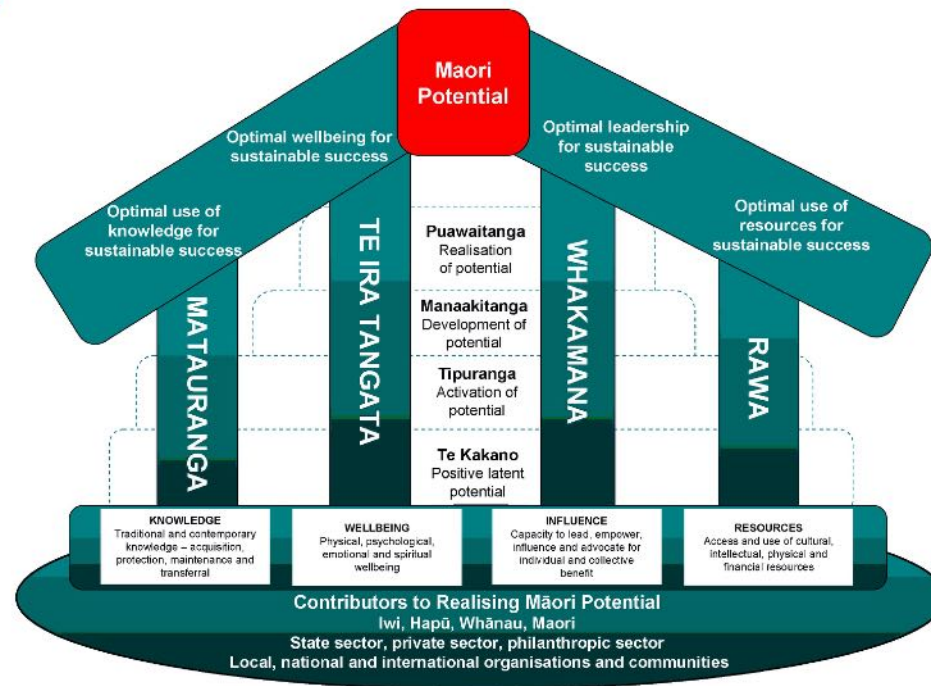 Maori
Potential
Optimal wellbeing for
sustainable success
Optimal leadership
for sustainable
success
Optimal use of
knowledge for
sustainable success
Optimal use of
resources for
sustainable success
MATAURANGA
TE IRA TANGATA
WHAKAMANA
RAWA
Puawaitanga
Realisation
of potential
Manaakitanga
Development of
potential
Tipuranga
Activation of
potential
Te Kakano
Positive latent
potential
KNOWLEDGE
Traditional and contemporary
knowledge – acquisition,
protection, maintenance and
transferral
WELLBEING
Physical, psychological,
emotional and spiritual
wellbeing
INFLUENCE
Capacity to lead, empower,
influence and advocate for
individual and collective
benefit
RESOURCES
Access and use of cultural,
intellectual, physical and
financial resources
Contributors to Realising Māori Potential
Iwi, Hapū, Whānau, Maori
State sector, private sector, philanthropic sector
Local, national and international organisations and communities